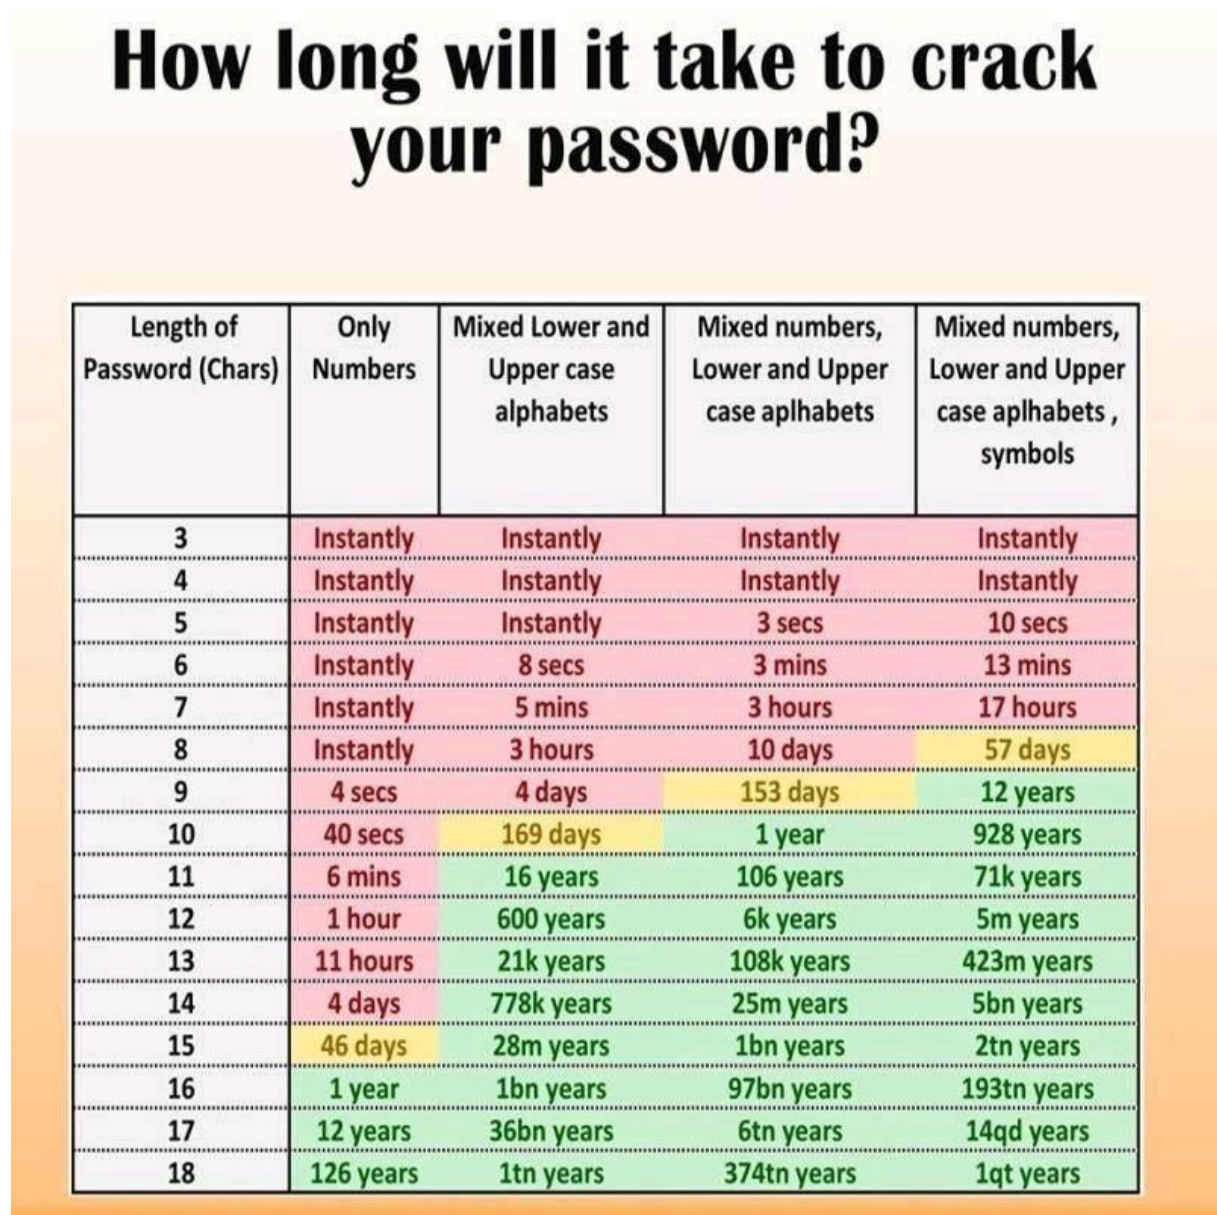 How long will it take to crack
your password?
Length of Password (Chars) Only Numbers Mixed Lower and Upper case alphabets Mixed numbers, Lower and Upper case aplhabets Mixed numbers, Lower and Upper case aplhabets , symbols
3 Instantly Instantly Instantly Instantly
4 Instantly Instantly Instantly Instantly
5 Instantly Instantly 3 secs 10 secs
6 Instantly 8 secs 3 mins 13 mins
7 Instantly 5 mins 3 hours 17 hours
8 Instantly 3 hours 10 days 57 days
9 4 secs 4 days 153 days 12 years
10 40 secs 169 days 1 year 928 years
11 6 mins 16 years 106 years 71k years
12 1 hour 600 years 6k years 5m years
13 11 hours 21k years 108k years 423m years
14 4 days 778k years 25m years 5bn years
15 46 days 28m years 1bn years 2tn years
16 1 year 1bn years 97bn years 193tn years
17 12 years 36bn years 6tn years 14qd years
18 126 years 1tn years 374tn years 1qt years